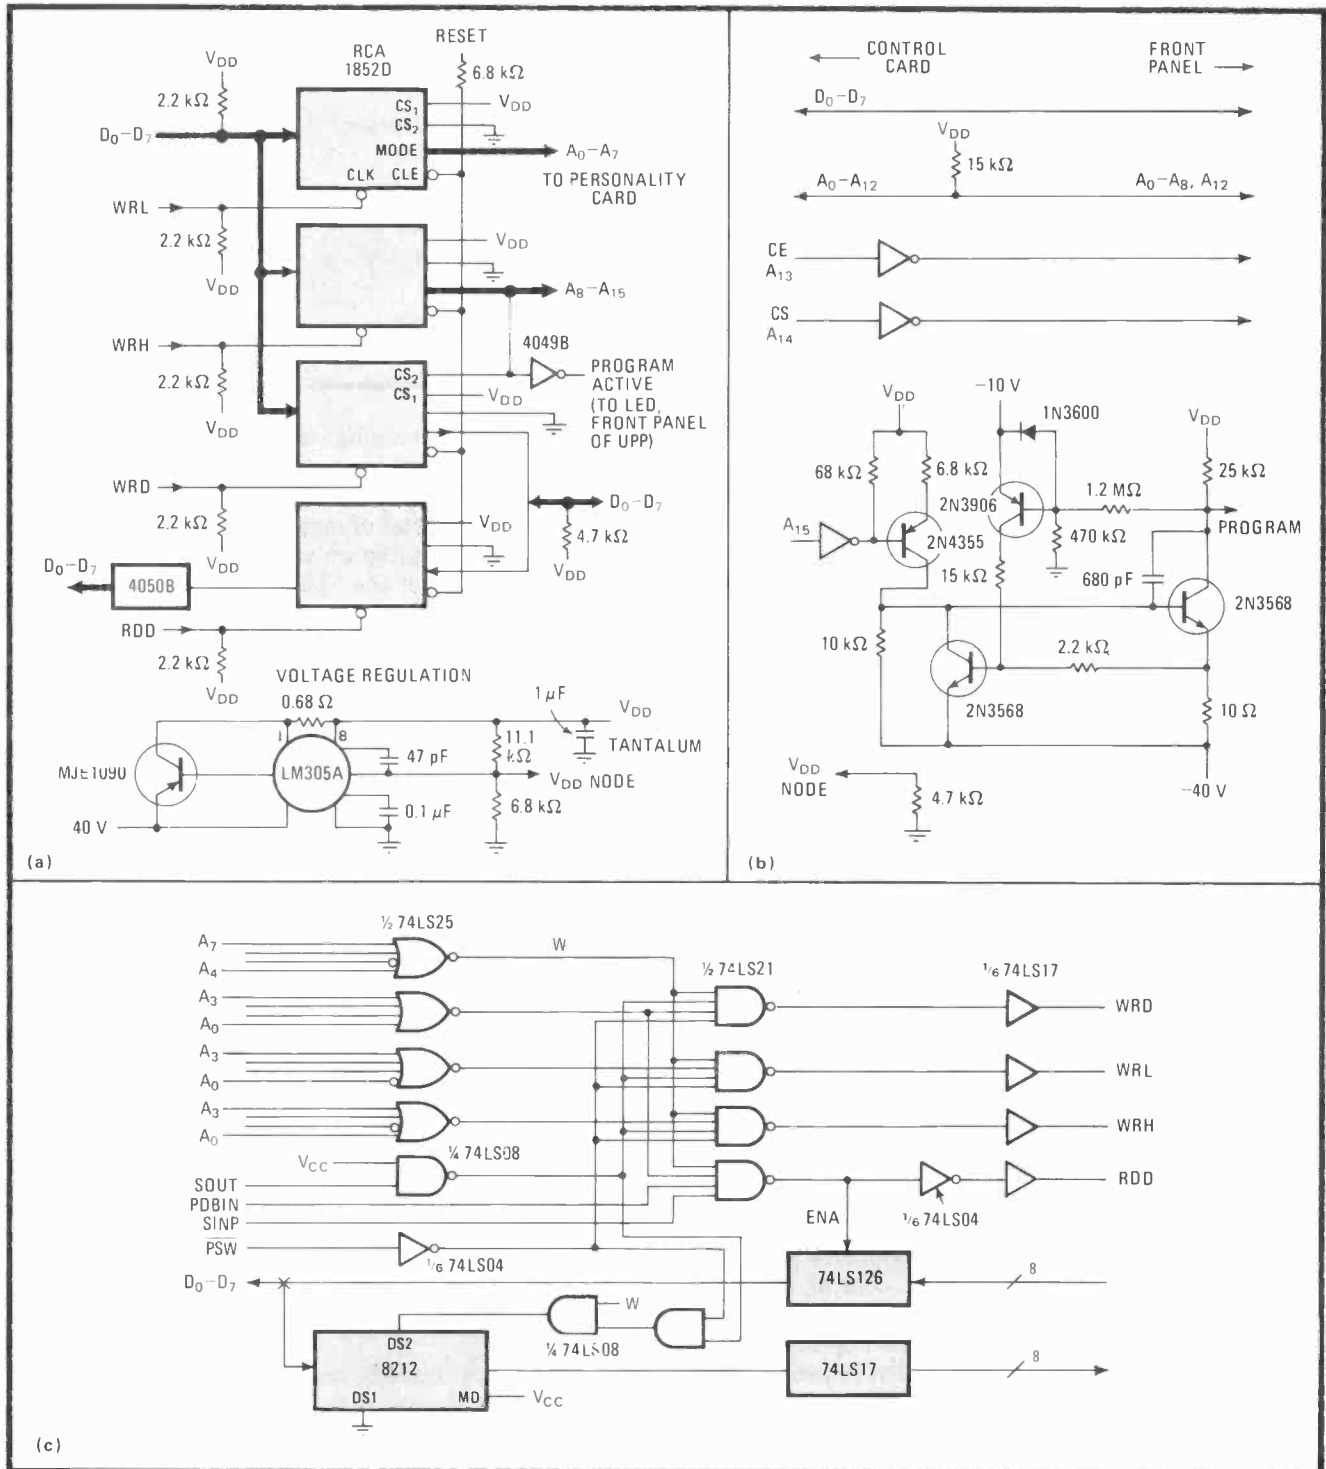 RESET
RCA
1852D
VDD
2.2 kΩ
6.8 kΩ
D0–D7
CS1
VDD
CS2
MODE
A0–A7
CLK CLE
TO PERSONALITY
CARD
WRL
2.2 kΩ
VDD
VDD
A8–A15
WRH
2.2 kΩ
VDD
4049B
CS2
CS1
VDD
PROGRAM
ACTIVE
(TO LED,
FRONT PANEL
OF UPP)
WRD
2.2 kΩ
VDD
D0–D7
VDD
4.7 kΩ
VDD
D0–D7
4050B
RDD
2.2 kΩ
VDD
VOLTAGE REGULATION
0.68 Ω
1 µF
VDD
TANTALUM
1
8
11.1
kΩ
47 pF
MJE1090
LM305A
VDD NODE
0.1 µF
6.8 kΩ
40 V
(a)
CONTROL
CARD
FRONT
PANEL
D0–D7
VDD
15 kΩ
A0–A12
A0–A8, A12
CE
A13
CS
A14
–10 V
VDD
1N3600
VDD
68 kΩ
6.8 kΩ
25 kΩ
2N3906
1.2 MΩ
PROGRAM
A15
2N4355
470 kΩ
15 kΩ
680 pF
2N3568
10 kΩ
2.2 kΩ
2N3568
10 Ω
VDD
NODE
4.7 kΩ
–40 V
(b)
½ 74LS25
A7
A4
W
½ 74LS21
1/6 74LS17
A3
A0
WRD
A3
A0
WRL
A3
A0
WRH
¼ 74LS08
VCC
SOUT
PDBIN
SINP
RDD
ENA
1/6 74LS04
PSW
1/6 74LS04
D0–D7
74LS126
8
W
¼ 74LS08
DS2
8212
DS1
MD
VCC
74LS17
8
(c)